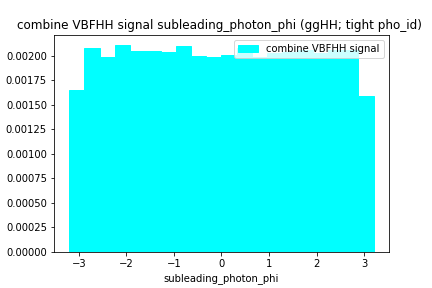 combine VBFHH signal subleading_photon_phi (ggHH; tight pho_id)
combine VBFHH signal
0.00200
0.00175
0.00150
0.00125
0.00100
0.00075
0.00050
0.00025
0.00000
−3 −2 −1 0 1 2 3
subleading_photon_phi